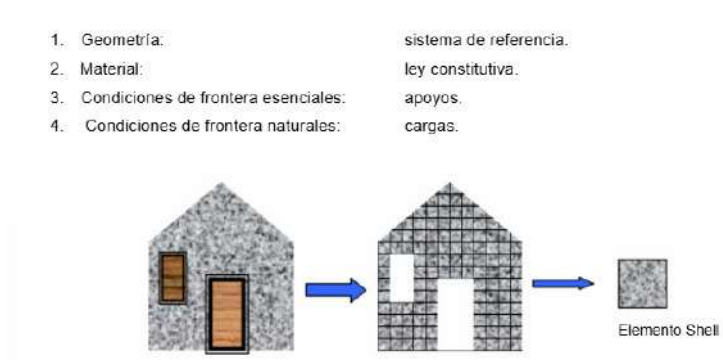 1. Geometría: sistema de referencia.
2. Material: ley constitutiva.
3. Condiciones de frontera esenciales: apoyos.
4. Condiciones de frontera naturales: cargas.
Elemento Shell